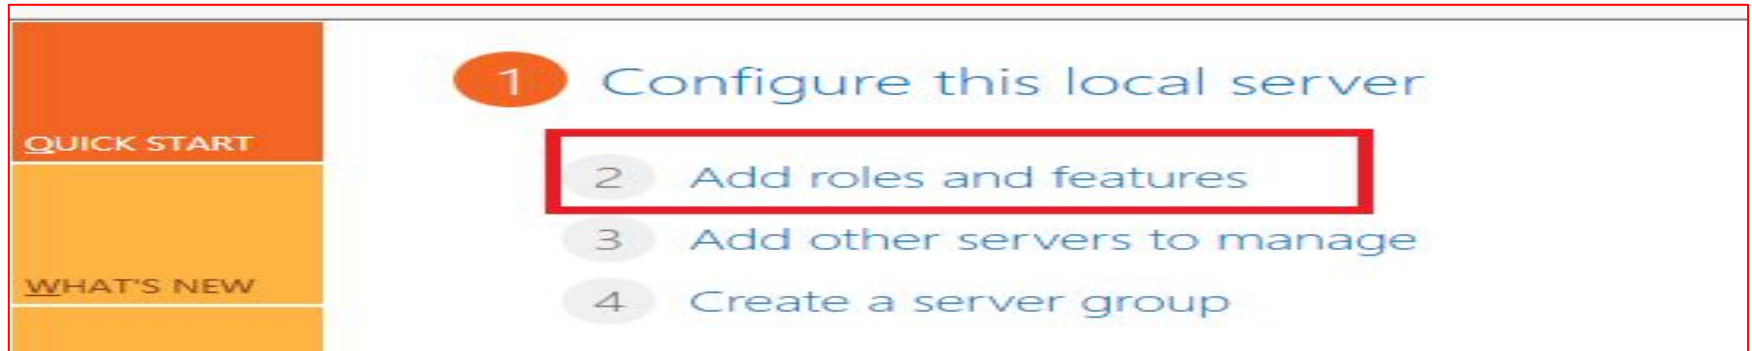 QUICK START
WHAT'S NEW
1 Configure this local server
2 Add roles and features
3 Add other servers to manage
4 Create a server group